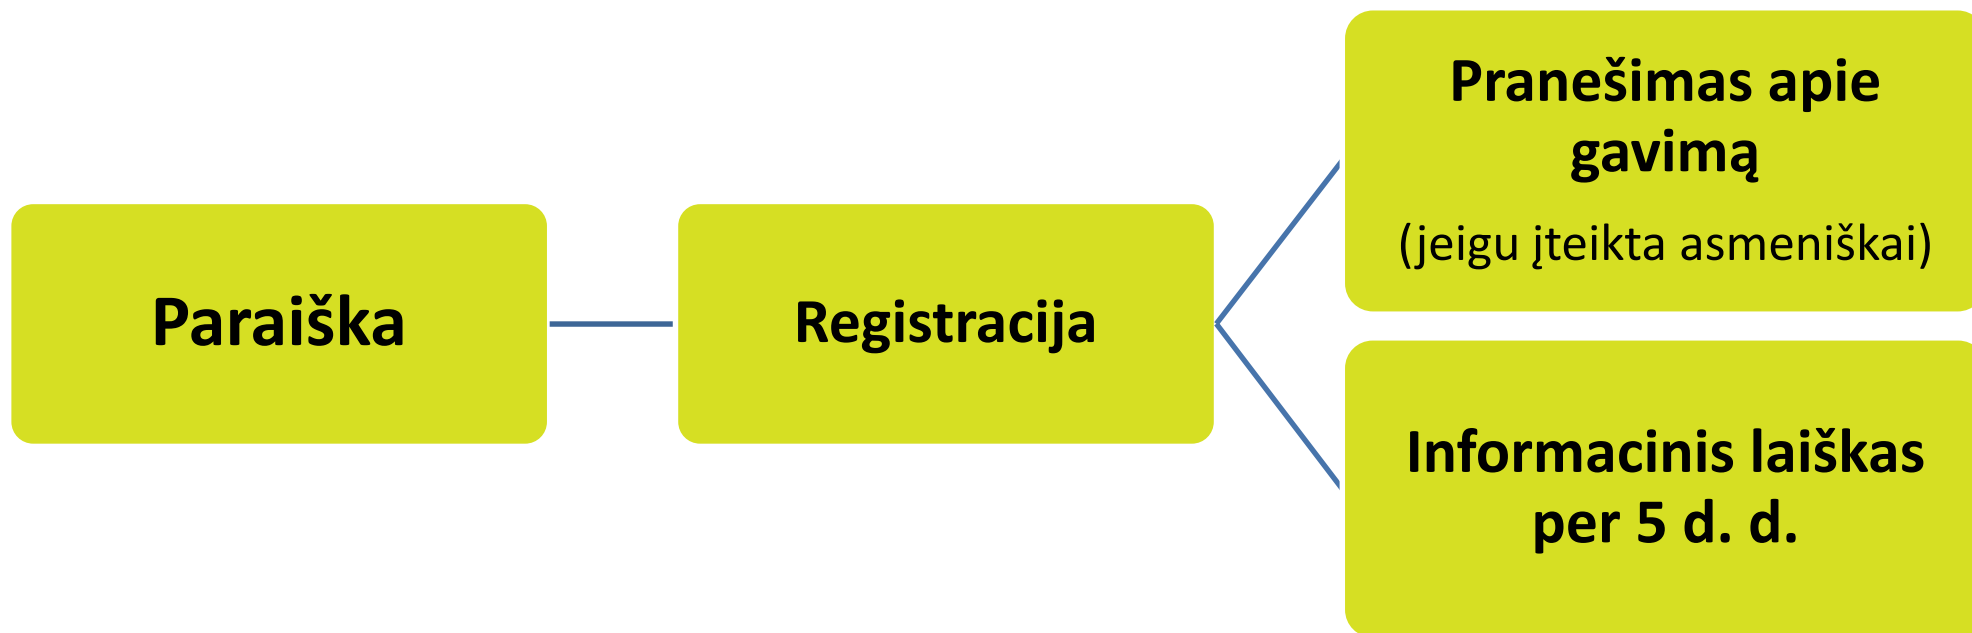 Paraiška
Registracija
Pranešimas apie
gavimą
(jeigu įteikta asmeniškai)
Informacinis laiškas
per 5 d. d.